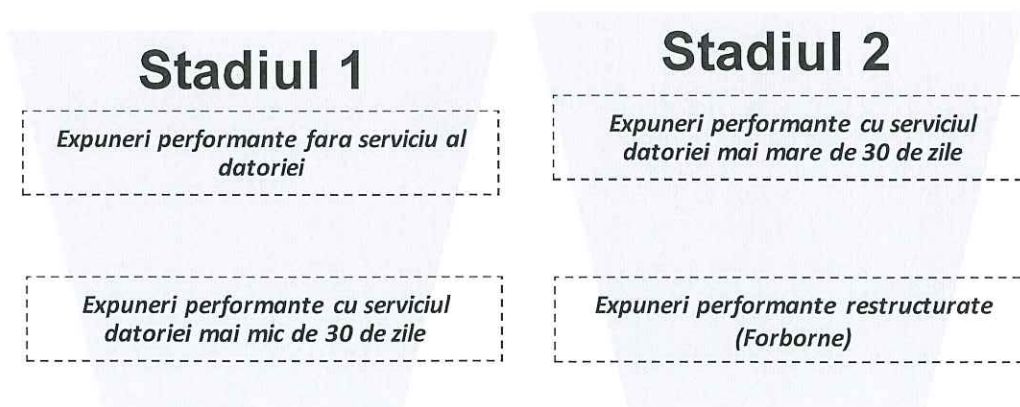 Stadiul 1
Expuneri performante fara serviciu al
datoriei
Expuneri performante cu serviciul
datoriei mai mic de 30 de zile
Stadiul 2
Expuneri performante cu serviciul
datoriei mai mare de 30 de zile
Expuneri performante restructurate
(Forborne)